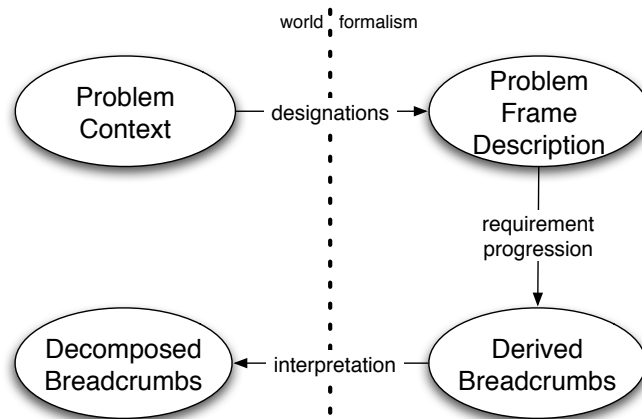 world formalism
Problem
Context
designations
Problem
Frame
Description
requirement
progression
Decomposed
Breadcrumbs
interpretation
Derived
Breadcrumbs